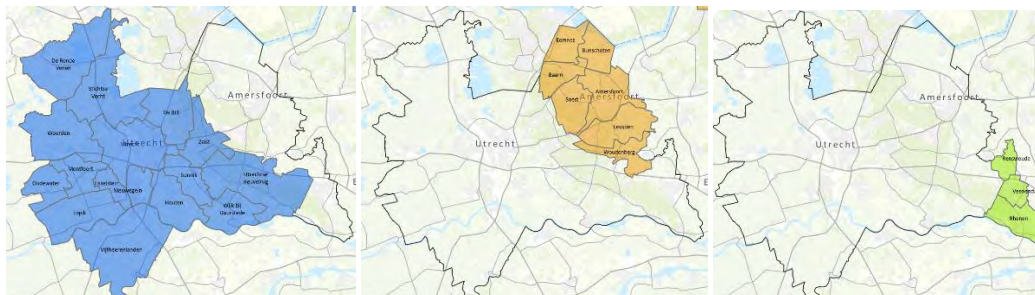 De Ronde
Venen
Stichtse
Vecht
De Bilt
Amersfoort
Woerden
Utrecht
Zeist
Montfoort
Bunnik
Utrechtse
Heuvelrug
Oudewater
IJsselstein
Nieuwegein
Lopik
Houten
Wijk bij
Duurstede
Vijfheerenlanden
Eemnes
Bunschoten
Baarn
Soest
Amersfoort
Amersfoort
Leusden
Utrecht
Woudenberg
E
Amersfoort
Utrecht
Renswoude
Veenendaal
Rhenen